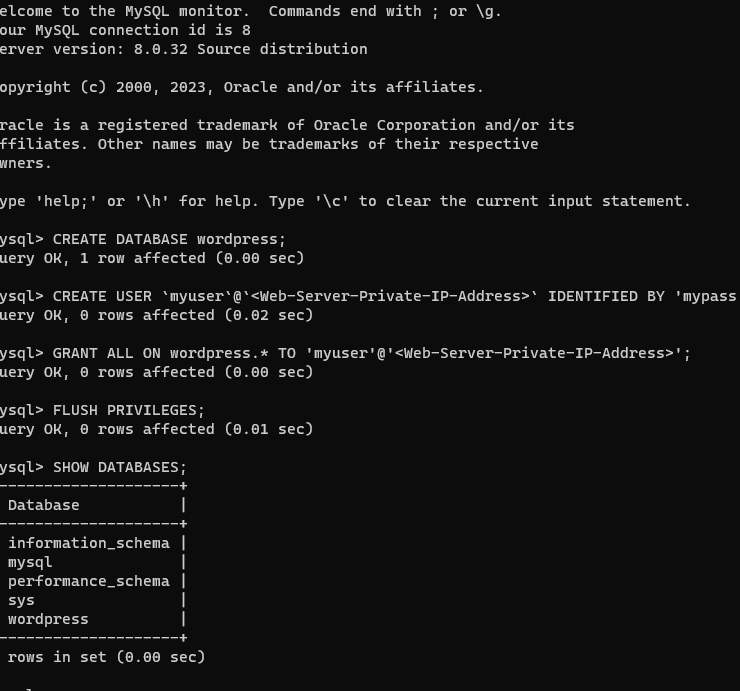 elcome to the MySQL monitor.  Commands end with ; or \g.
our MySQL connection id is 8
erver version: 8.0.32 Source distribution
opyright (c) 2000, 2023, Oracle and/or its affiliates.
racle is a registered trademark of Oracle Corporation and/or its
ffiliates. Other names may be trademarks of their respective
wners.
ype 'help;' or '\h' for help. Type '\c' to clear the current input statement.
ysql> CREATE DATABASE wordpress;
uery OK, 1 row affected (0.00 sec)
ysql> CREATE USER `myuser`@`<Web-Server-Private-IP-Address>` IDENTIFIED BY 'mypass
uery OK, 0 rows affected (0.02 sec)
ysql> GRANT ALL ON wordpress.* TO 'myuser'@'<Web-Server-Private-IP-Address>';
uery OK, 0 rows affected (0.00 sec)
ysql> FLUSH PRIVILEGES;
uery OK, 0 rows affected (0.01 sec)
ysql> SHOW DATABASES;
--------------------+
Database           |
--------------------+
information_schema |
mysql              |
performance_schema |
sys                |
wordpress          |
--------------------+
rows in set (0.00 sec)